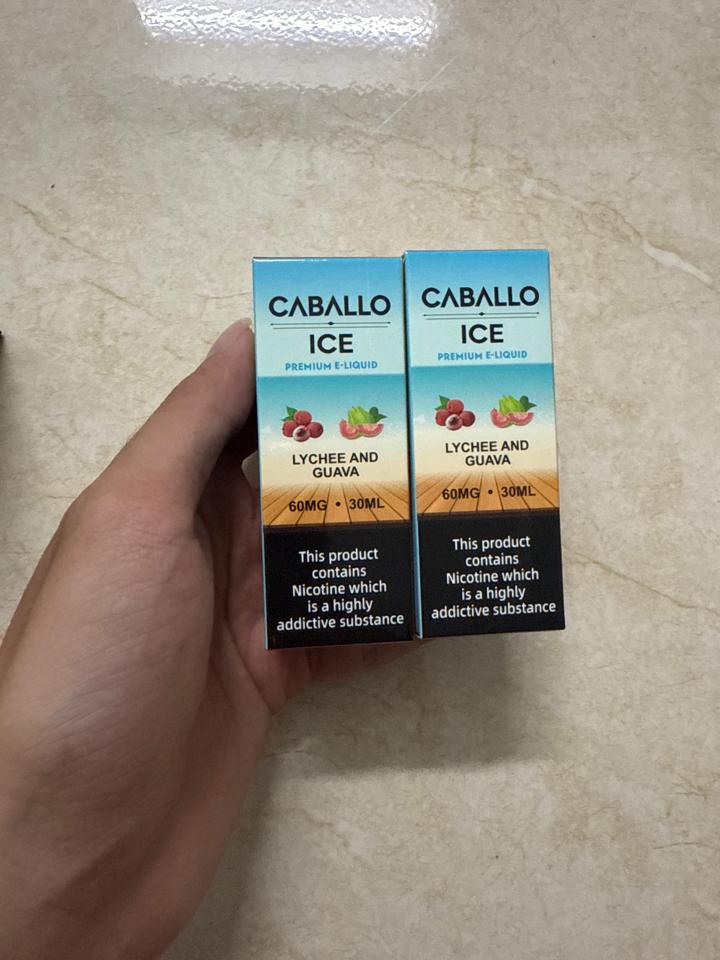 CABALLO
ICE
PREMIUM E-LIQUID
LYCHEE AND
GUAVA
60MG • 30ML
This product
contains
Nicotine which
is a highly
addictive substance
CABALLO
ICE
PREMIUM E-LIQUID
LYCHEE AND
GUAVA
60MG • 30ML
This product
contains
Nicotine which
is a highly
addictive substance